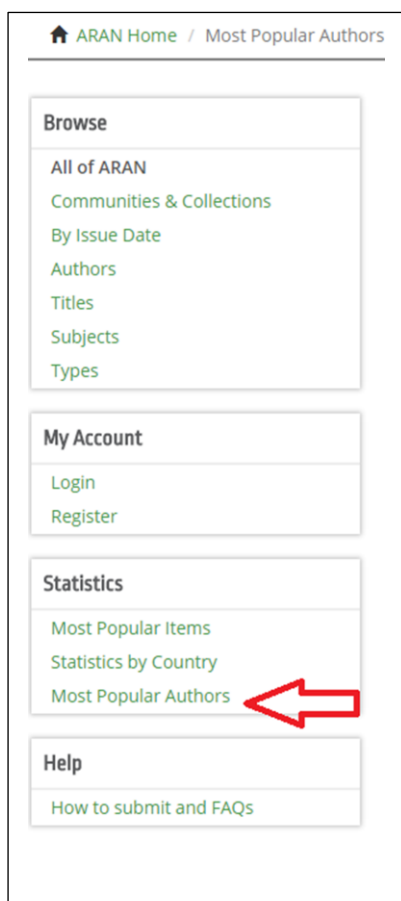 ARAN Home / Most Popular Authors
Browse
All of ARAN
Communities & Collections
By Issue Date
Authors
Titles
Subjects
Types
My Account
Login
Register
Statistics
Most Popular Items
Statistics by Country
Most Popular Authors
Help
How to submit and FAQs